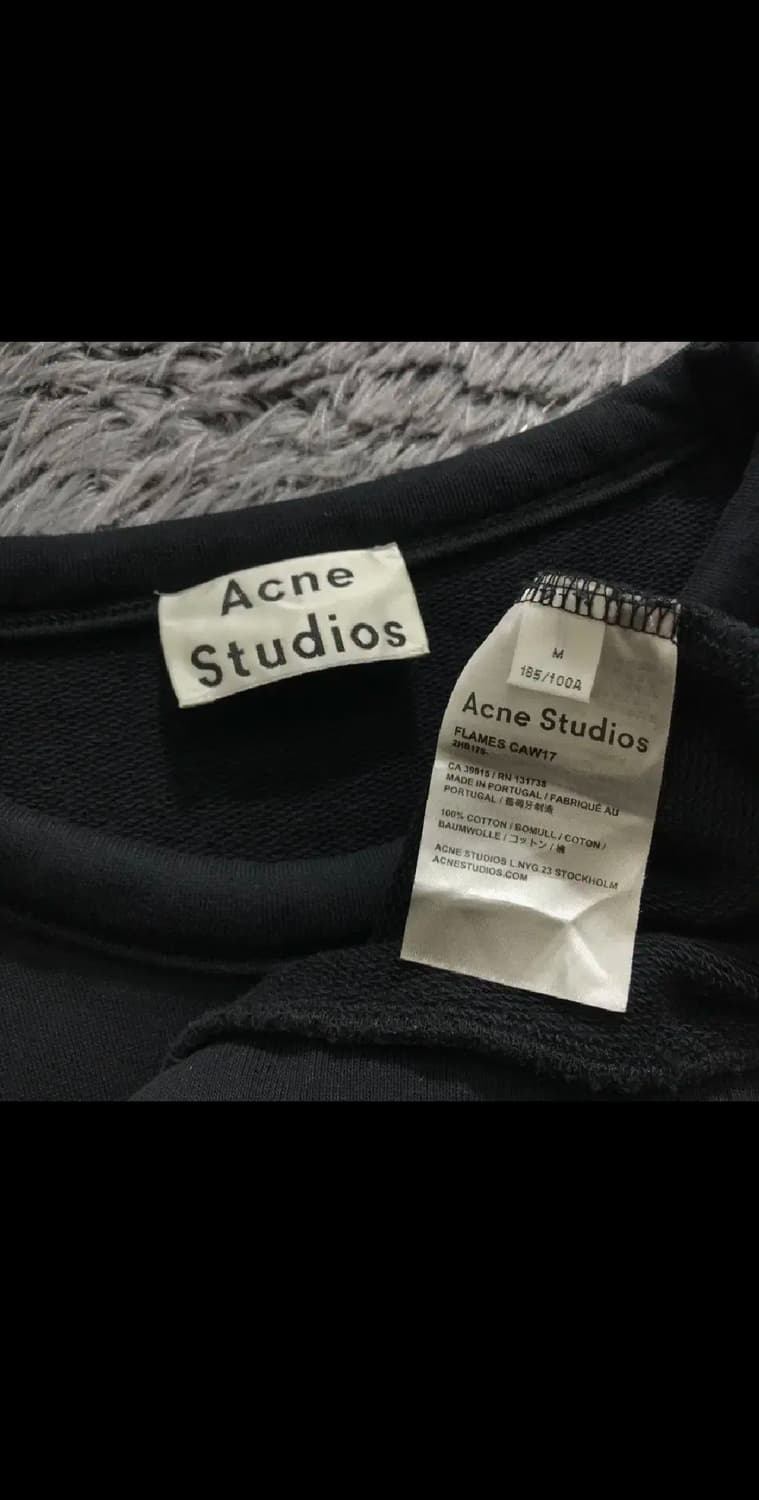 Acne
Studios
M
185/100A
Acne Studios
FLAMES CAW17
2HB176-
CA 39815 / RN 131735
MADE IN PORTUGAL / FABRIQUÉ AU
PORTUGAL / 葡萄牙制造
100% COTTON / BOMULL / COTON /
BAUMWOLLE / コットン / 棉
ACNE STUDIOS L.NYG.23 STOCKHOLM
ACNESTUDIOS.COM